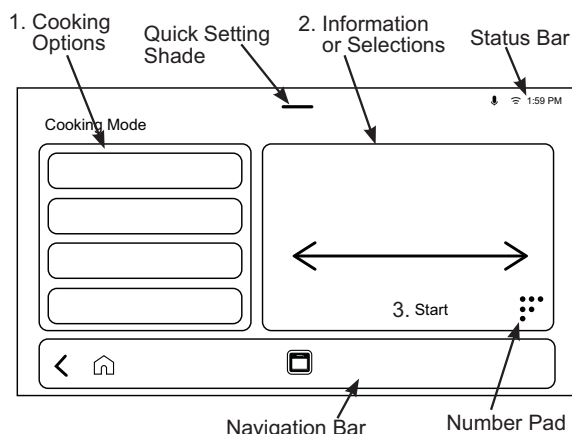 1. Cooking
Options
Quick Setting
Shade
2. Information
or Selections
Status Bar
1:59 PM
Cooking Mode
3. Start
Navigation Bar
Number Pad